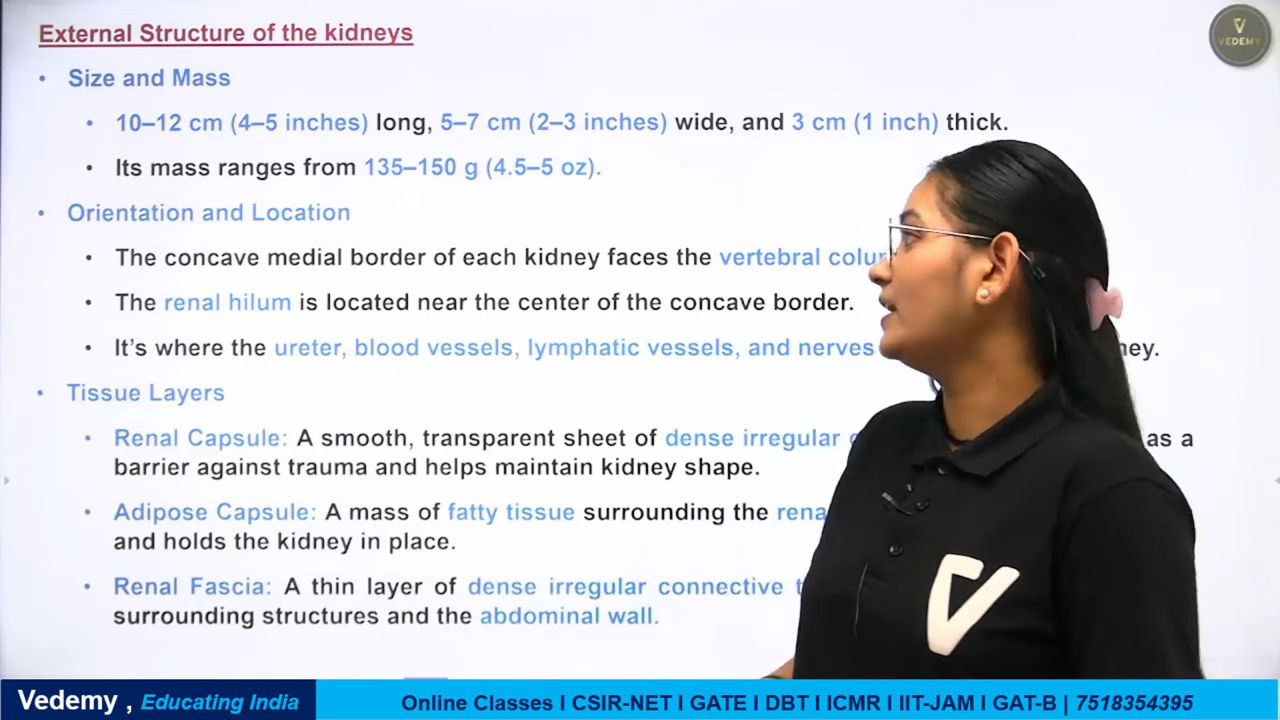 External Structure of the kidneys
VEDEMY
• Size and Mass
• 10–12 cm (4–5 inches) long, 5–7 cm (2–3 inches) wide, and 3 cm (1 inch) thick.
• Its mass ranges from 135–150 g (4.5–5 oz).
• Orientation and Location
• The concave medial border of each kidney faces the vertebral
• The renal hilum is located near the center of the concave border.
• It's where the ureter, blood vessels, lymphatic vessels, and nerves
• Tissue Layers
• Renal Capsule: A smooth, transparent sheet of dense irregular as a
barrier against trauma and helps maintain kidney shape.
• Adipose Capsule: A mass of fatty tissue surrounding the
and holds the kidney in place.
• Renal Fascia: A thin layer of dense irregular connective
surrounding structures and the abdominal wall.
Vedemy , Educating India
Online Classes I CSIR-NET I GATE I DBT I ICMR I IIT-JAM I GAT-B | 7518354395